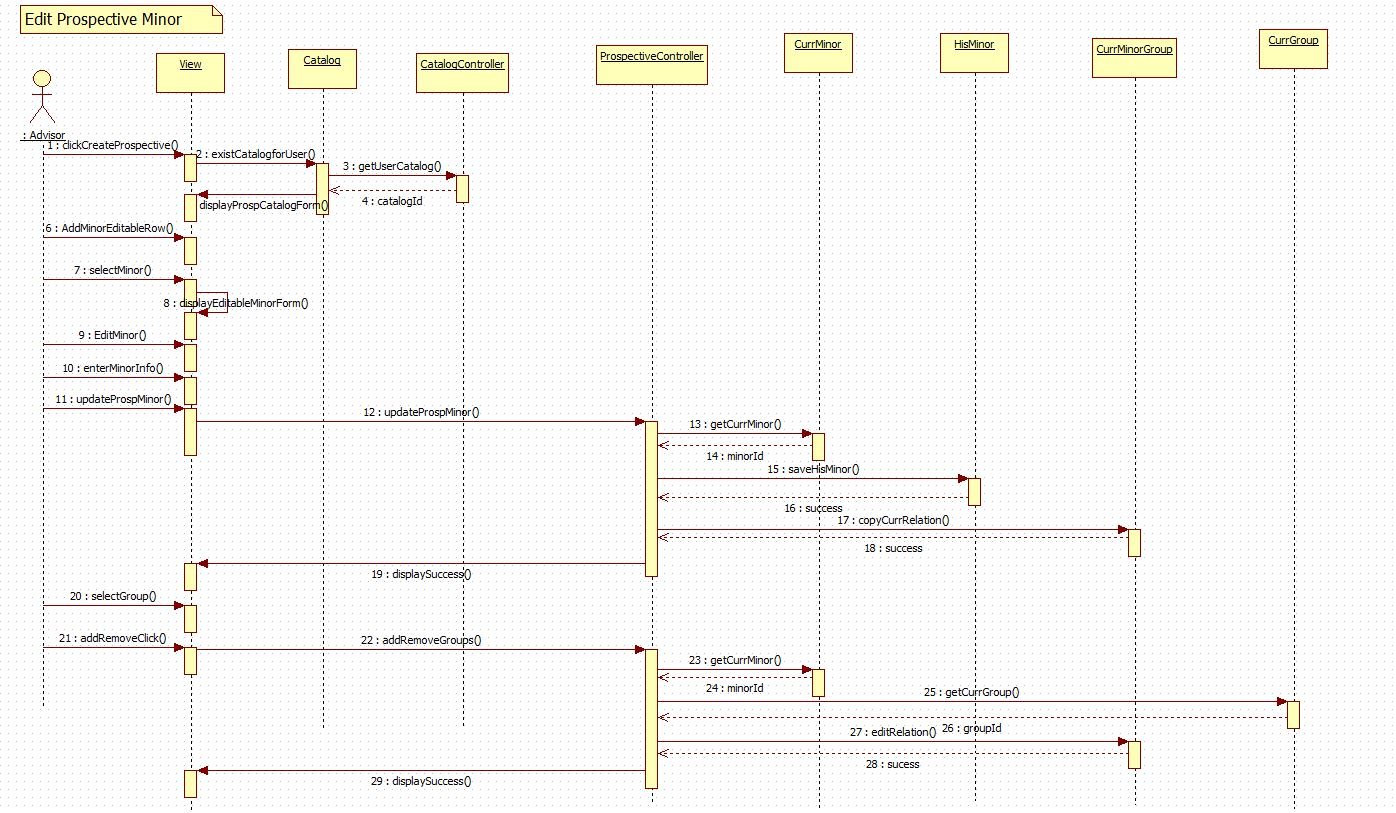 Edit Prospective Minor
CurrGroup
CurrMinor
HisMinor
CurrMinorGroup
ProspectiveController
Catalog
View
CatalogController
: Advisor
1 : clickCreateProspective()
2 : existCatalogforUser()
3 : getUserCatalog()
4 : catalogId
displayProspCatalogForm()
6 : AddMinorEditableRow()
7 : selectMinor()
8 : displayEditableMinorForm()
9 : EditMinor()
10 : enterMinorInfo()
11 : updateProspMinor()
12 : updateProspMinor()
13 : getCurrMinor()
14 : minorId
15 : saveHisMinor()
16 : success
17 : copyCurrRelation()
18 : success
19 : displaySuccess()
20 : selectGroup()
21 : addRemoveClick()
22 : addRemoveGroups()
23 : getCurrMinor()
24 : minorId
25 : getCurrGroup()
26 : groupId
27 : editRelation()
28 : sucess
29 : displaySuccess()